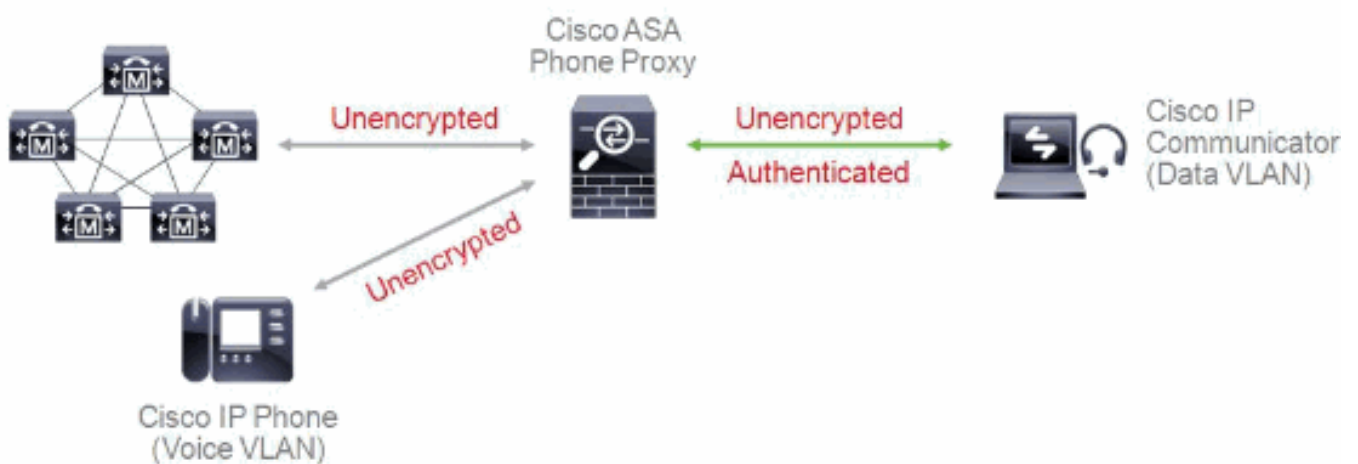 Cisco ASA
Phone Proxy
M
M
M
M
M
Unencrypted
Unencrypted
Authenticated
Cisco IP
Communicator
(Data VLAN)
Unencrypted
Cisco IP Phone
(Voice VLAN)